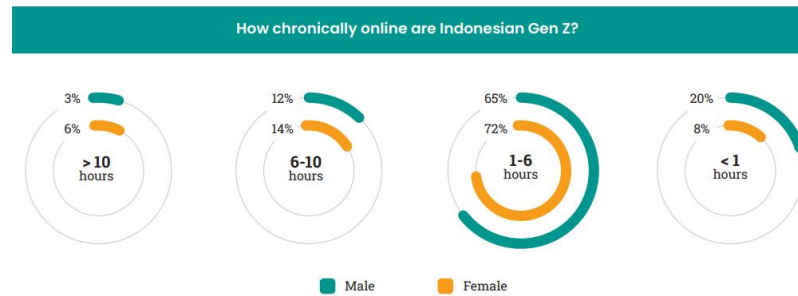 How chronically online are Indonesian Gen Z?
3%
6%
> 10
hours
12%
14%
6-10
hours
65%
72%
1-6
hours
20%
8%
< 1
hours
Male
Female